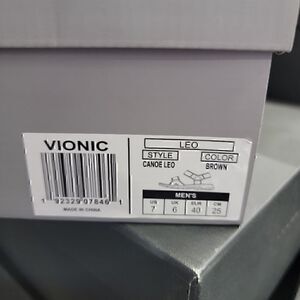 VIONIC
1 92329 07846 1
MADE IN CHINA
LEO
STYLE COLOR
CANOE LEO BROWN
MEN'S
US UK EUR CM
7 6 40 25